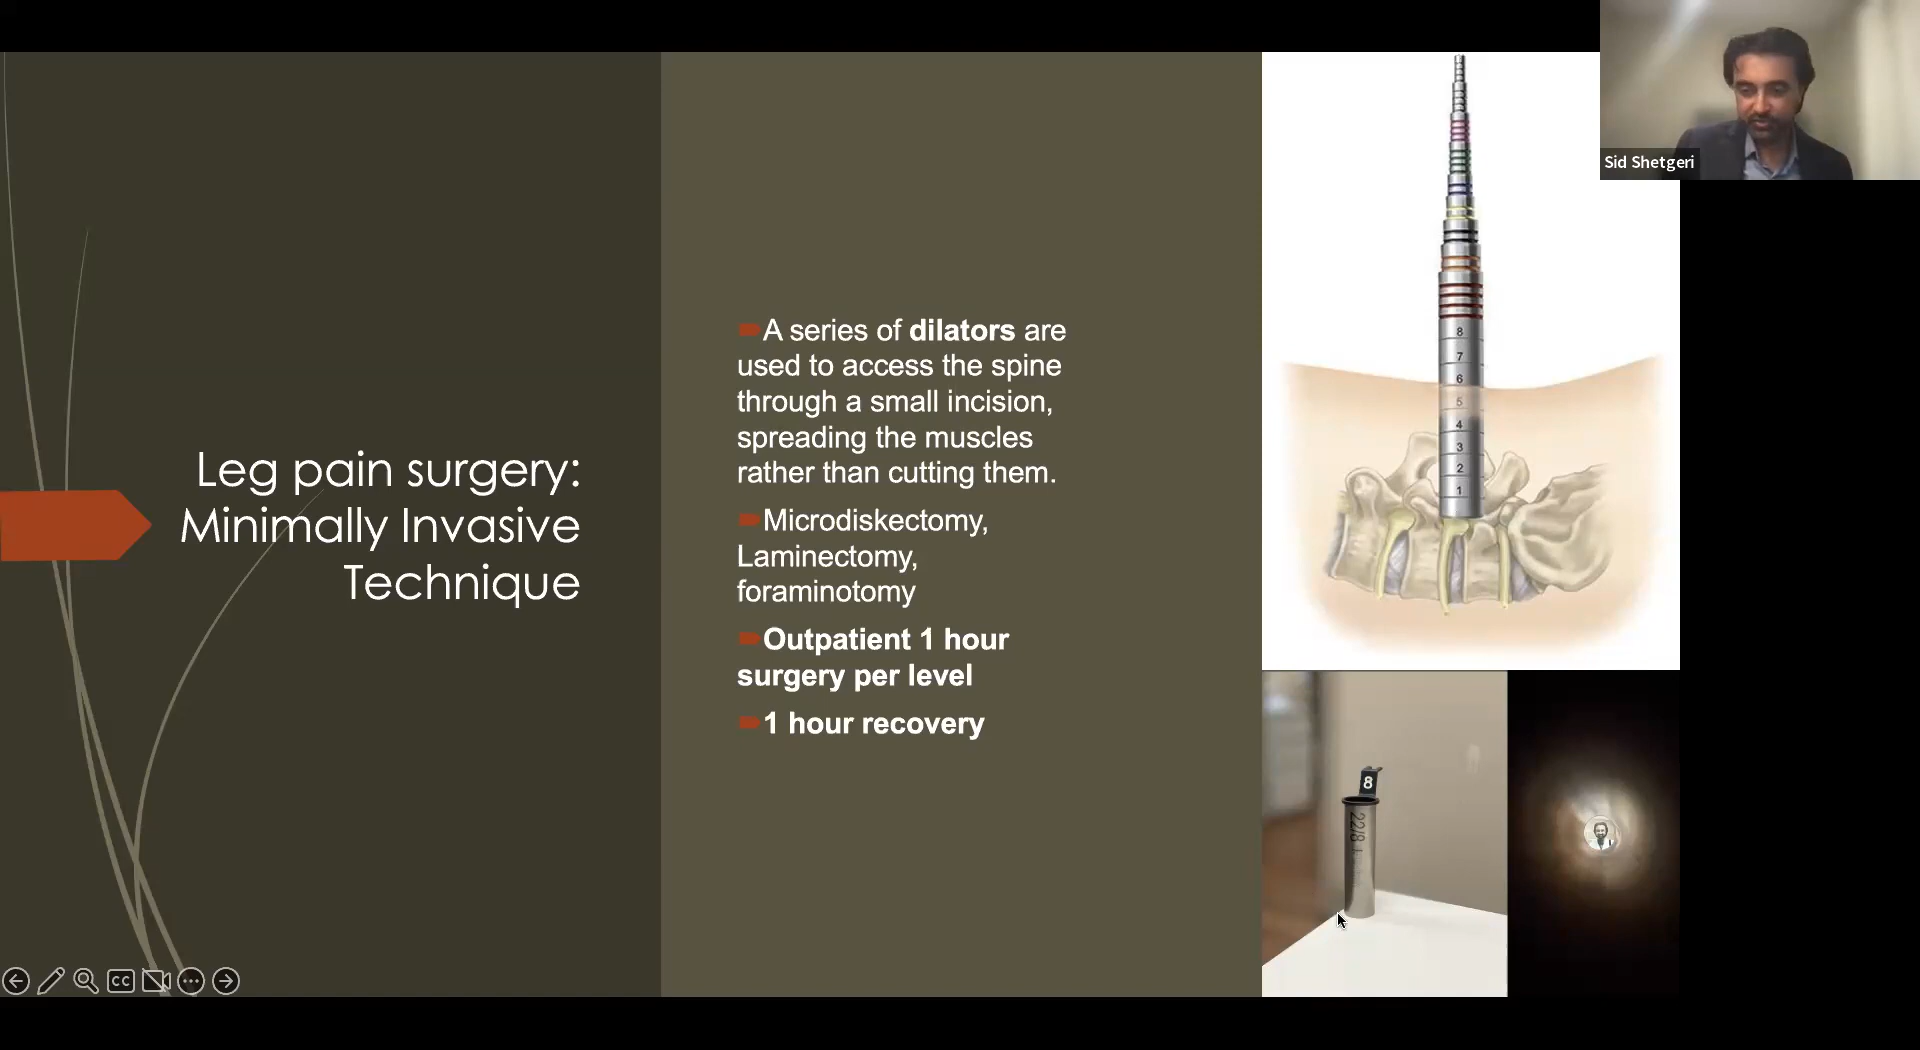 Sid Shetgeri
Leg pain surgery:
Minimally Invasive
Technique
A series of dilators are
used to access the spine
through a small incision,
spreading the muscles
rather than cutting them.
Microdiskectomy,
Laminectomy,
foraminotomy
Outpatient 1 hour
surgery per level
1 hour recovery
8
7
6
5
4
3
2
1
8
22/8
CC